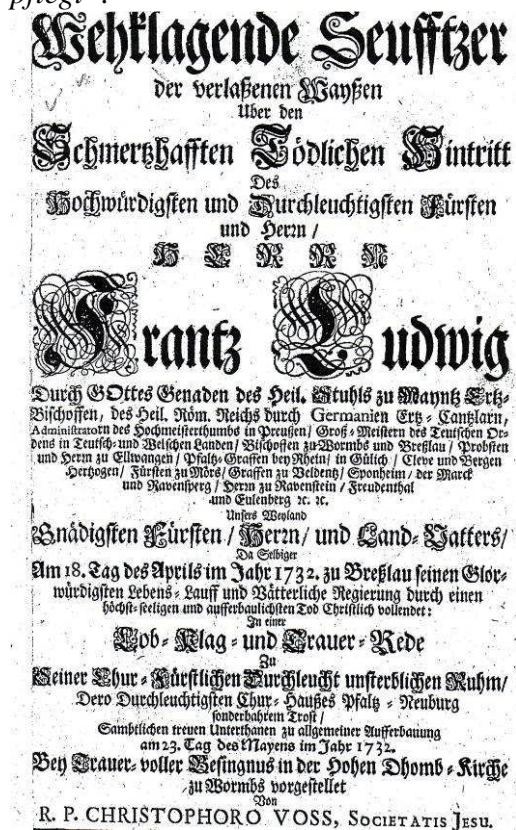 pflegt".
Wehklagende Seufftzer
der verlaßenen Wayßen
Uber den
Schmertzhafften Tödlichen Hintritt
Des
Hochwürdigsten und Durchleuchtigsten Fürsten
und Herrn /
HERRN
Frantz Ludwig
Durch GOttes Genaden des Heil. Stuhls zu Mayntz Ertz-
Bischoffen, des Heil. Röm. Reichs durch Germanien Ertz-Cantzlarn,
Administratorn des Hochmeisterthumbs in Preußen / Groß-Meistern des Teutschen Or-
dens in Teutsch- und Welschen Landen / Bischoffen zu Wormbs und Breßlau / Probsten
und Herrn zu Ellwangen / Pfaltz-Graffen bey Rhein / in Gülich / Cleve und Bergen
Hertzogen / Fürsten zu Mörs / Graffen zu Veldentz / Sponheim / der Marck
und Ravensperg / Herrn zu Ravenstein / Freudenthal
und Eulenberg ꝛc. ꝛc.
Unsers Weyland
Gnädigsten Fürsten / Herrn / und Land-Vatters /
Da Selbiger
Am 18. Tag des Aprils im Jahr 1732. zu Breßlau seinen Glor-
würdigsten Lebens-Lauff und Vätterliche Regierung durch einen
höchst-seeligen und aufferbaulichsten Tod Christlich vollendet:
In einer
Lob-Klag- und Trauer-Rede
Zu
Seiner Chur-Fürstlichen Durchleucht unsterblichen Ruhm /
Dero Durchleuchtigsten Chur-Haußes Pfaltz-Neuburg
sonderbahrem Trost /
Sambtlichen treuen Unterthanen zu allgemeiner Aufferbauung
am 23. Tag des Mayens im Jahr 1732.
Bey Trauer-voller Besingnus in der Hohen Dhomb-Kirche
zu Wormbs vorgestellet
Von
R. P. CHRISTOPHORO VOSS, SOCIETATIS JESU.